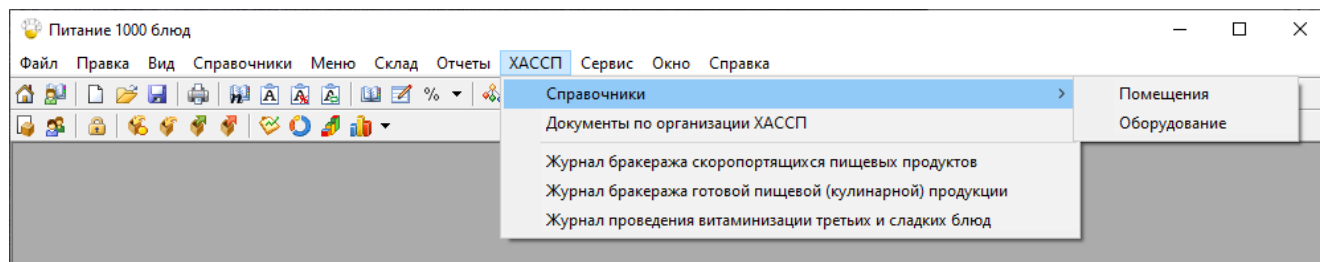 Питание 1000 блюд
Файл Правка Вид Справочники Меню Склад Отчеты ХАССП Сервис Окно Справка
Справочники
Помещения
Документы по организации ХАССП
Оборудование
Журнал бракеража скоропортящихся пищевых продуктов
Журнал бракеража готовой пищевой (кулинарной) продукции
Журнал проведения витаминизации третьих и сладких блюд